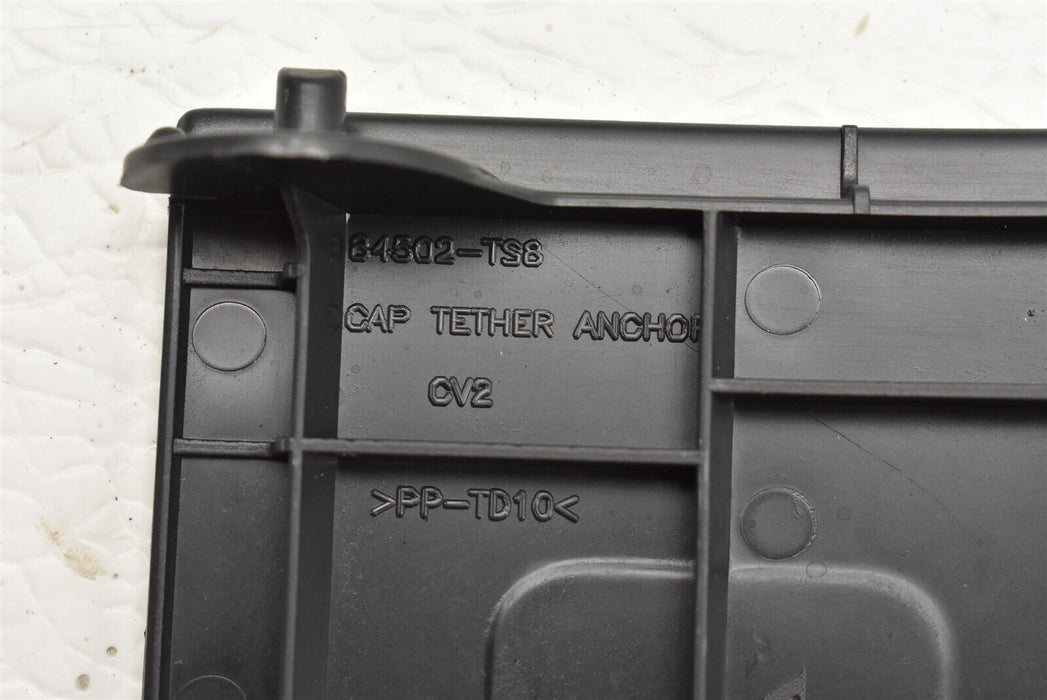 84502-TS8
CAP TETHER ANCHOR
CV2
>PP-TD10<